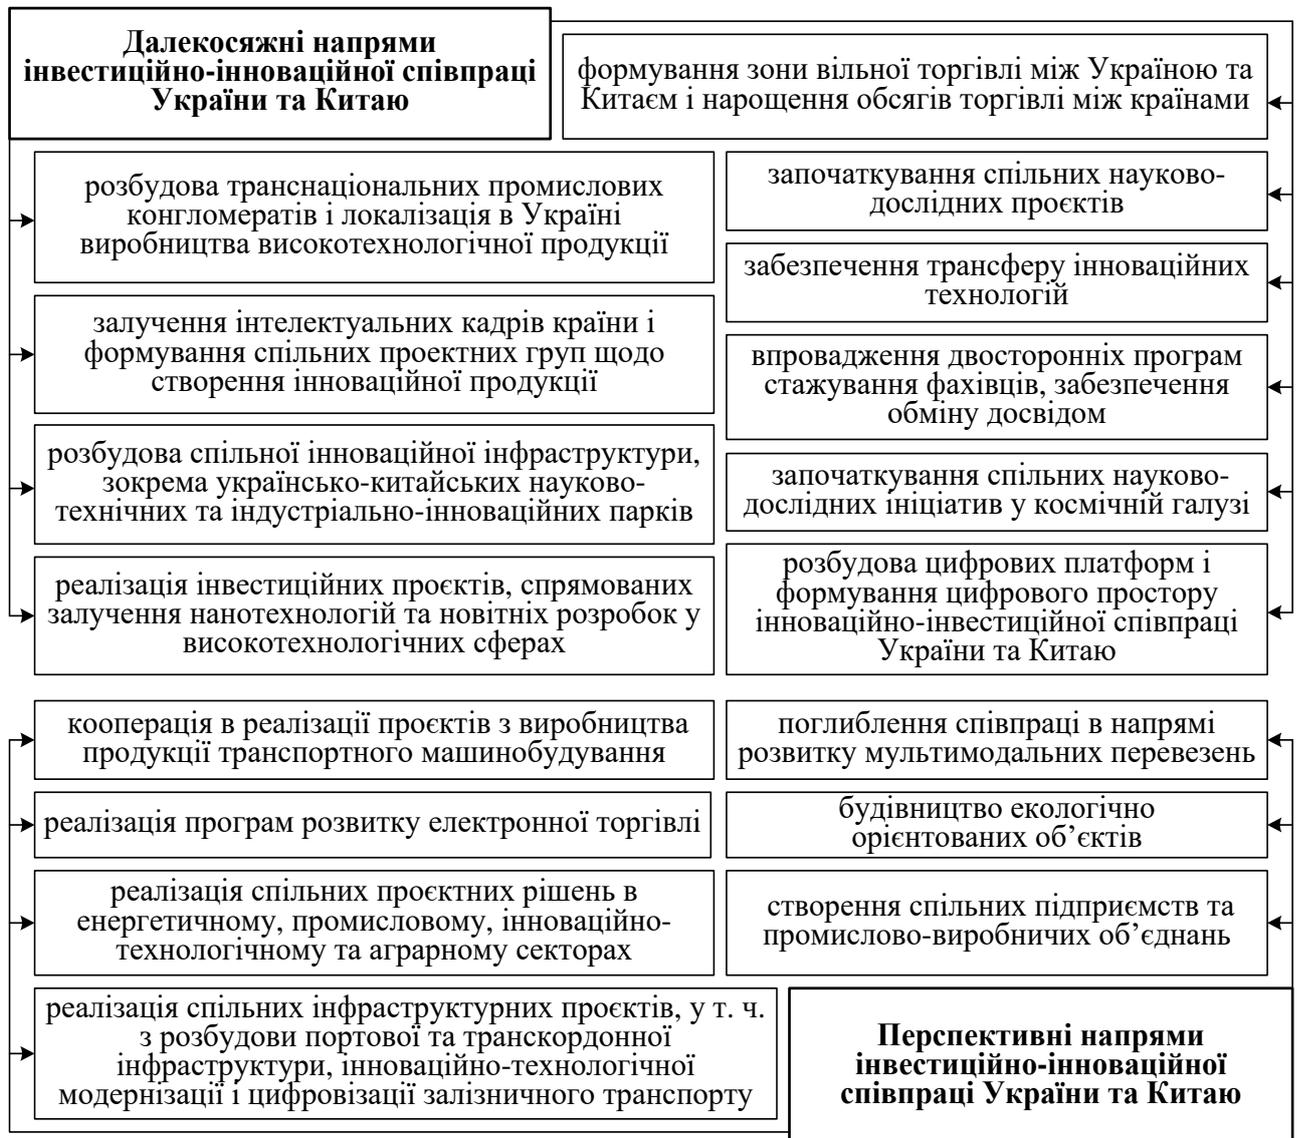 Далекосяжні напрями
інвестиційно-інноваційної співпраці
України та Китаю
формування зони вільної торгівлі між Україною та
Китаєм і нарощення обсягів торгівлі між країнами
розбудова транснаціональних промислових
конгломератів і локалізація в Україні
виробництва високотехнологічної продукції
залучення інтелектуальних кадрів країни і
формування спільних проектних груп щодо
створення інноваційної продукції
розбудова спільної інноваційної інфраструктури,
зокрема українсько-китайських науково-
технічних та індустріально-інноваційних парків
реалізація інвестиційних проєктів, спрямованих
залучення нанотехнологій та новітніх розробок у
високотехнологічних сферах
започаткування спільних науково-
дослідних проєктів
забезпечення трансферу інноваційних
технологій
впровадження двосторонніх програм
стажування фахівців, забезпечення
обміну досвідом
започаткування спільних науково-
дослідних ініціатив у космічній галузі
розбудова цифрових платформ і
формування цифрового простору
інноваційно-інвестиційної співпраці
України та Китаю
кооперація в реалізації проєктів з виробництва
продукції транспортного машинобудування
реалізація програм розвитку електронної торгівлі
реалізація спільних проєктних рішень в
енергетичному, промисловому, інноваційно-
технологічному та аграрному секторах
реалізація спільних інфраструктурних проєктів, у т. ч.
з розбудови портової та транскордонної
інфраструктури, інноваційно-технологічної
модернізації і цифровізації залізничного транспорту
поглиблення співпраці в напрямі
розвитку мультимодальних перевезень
будівництво екологічно
орієнтованих об’єктів
створення спільних підприємств та
промислово-виробничих об’єднань
Перспективні напрями
інвестиційно-інноваційної
співпраці України та Китаю